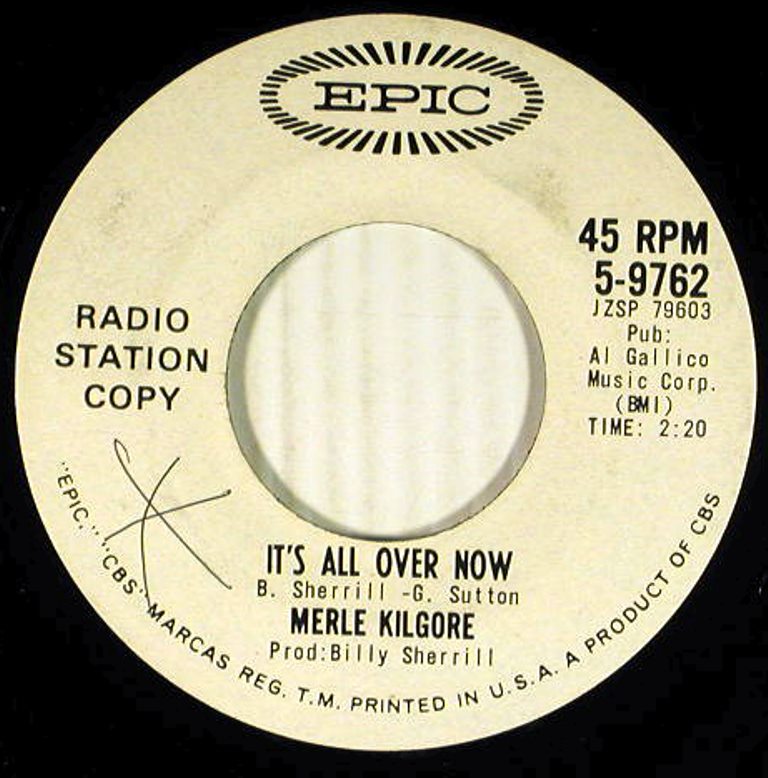 EPIC
45 RPM
5-9762
JZSP 79603
Pub:
Al Gallico
Music Corp.
(BMI)
TIME: 2:20
RADIO
STATION
COPY
IT'S ALL OVER NOW
B. Sherrill -G. Sutton
MERLE KILGORE
Prod:Billy Sherrill
"EPIC," "CBS" MARCAS REG. T.M. PRINTED IN U.S.A. A PRODUCT OF CBS